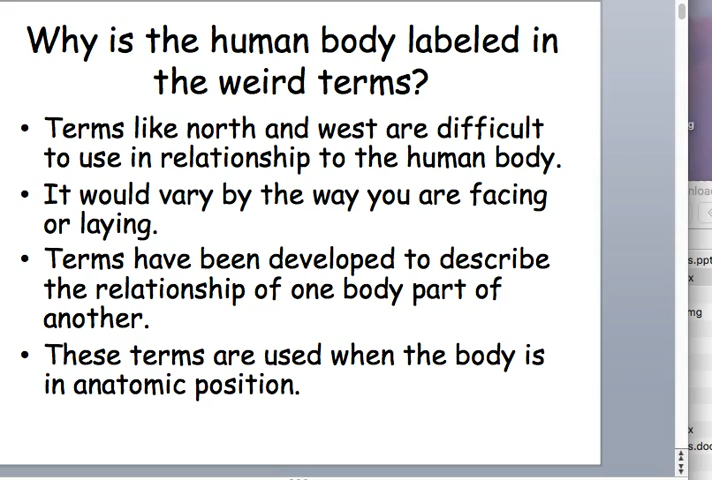 Why is the human body labeled in
the weird terms?
• Terms like north and west are difficult
to use in relationship to the human body.
• It would vary by the way you are facing
or laying.
• Terms have been developed to describe
the relationship of one body part of
another.
• These terms are used when the body is
in anatomic position.
g
s.ppt
x
mg
x
s.doc